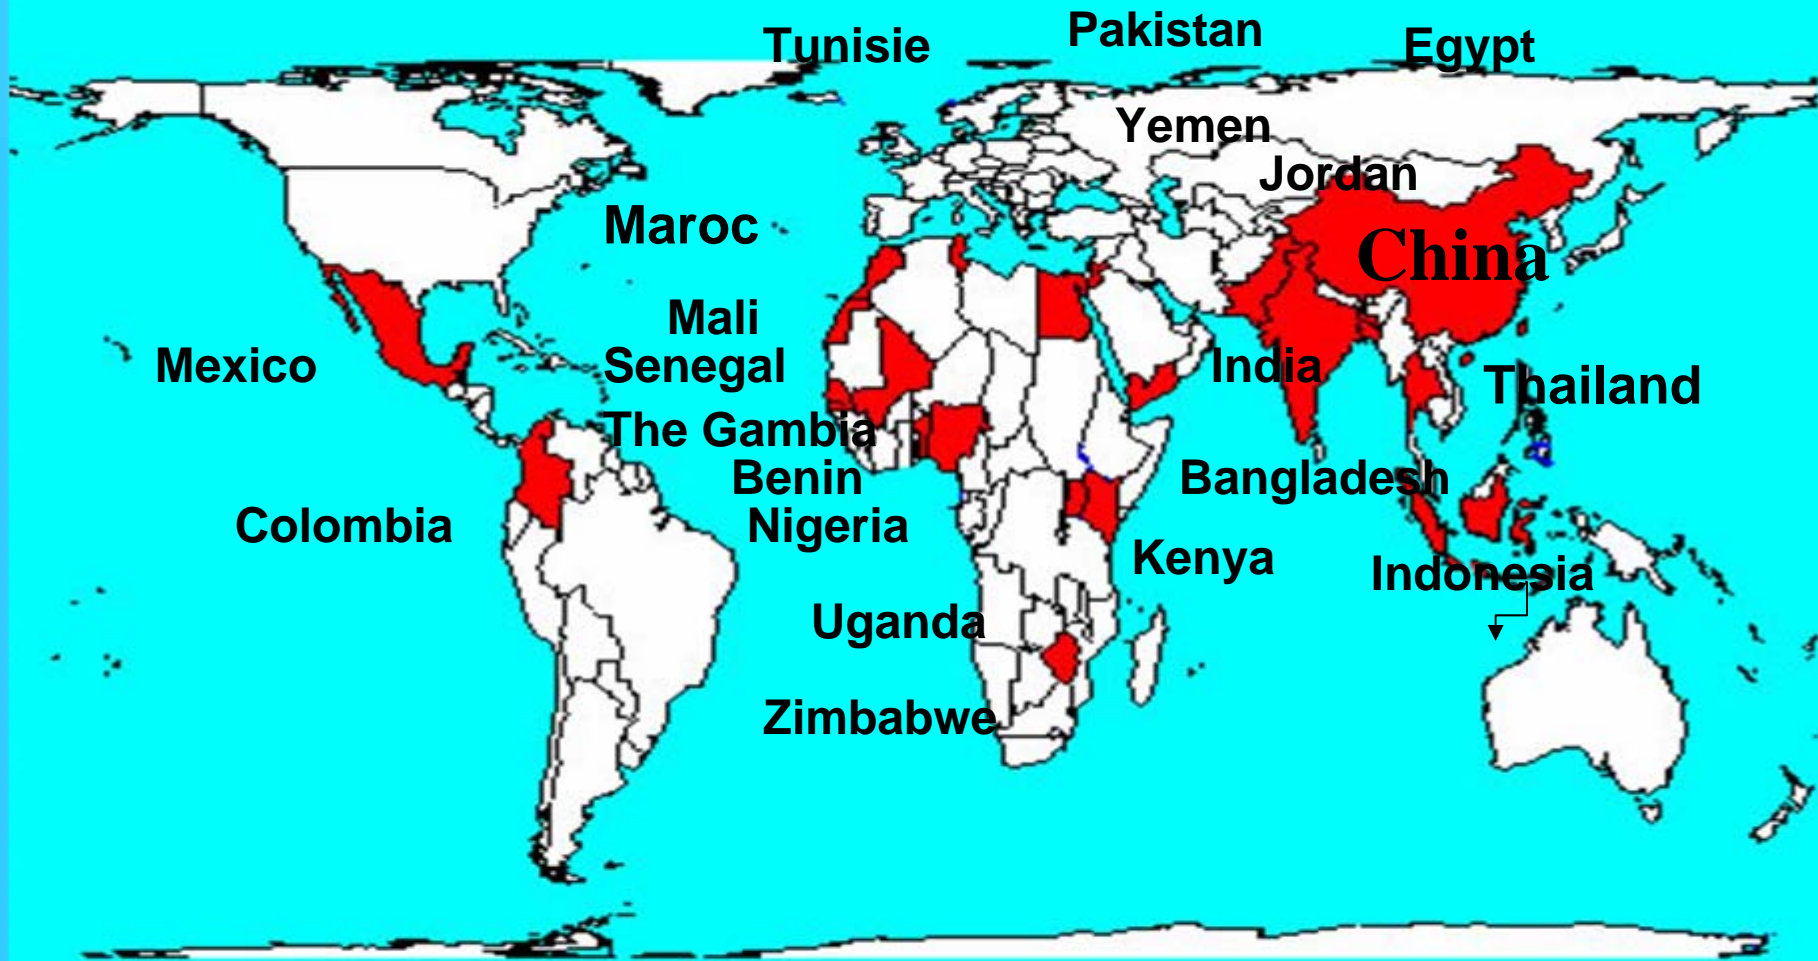 Tunisie
Pakistan
Egypt
Yemen
Jordan
Maroc
China
Mali
Mexico
Senegal
India
Thailand
The Gambia
Benin
Bangladesh
Colombia
Nigeria
Kenya
Indonesia
Uganda
Zimbabwe